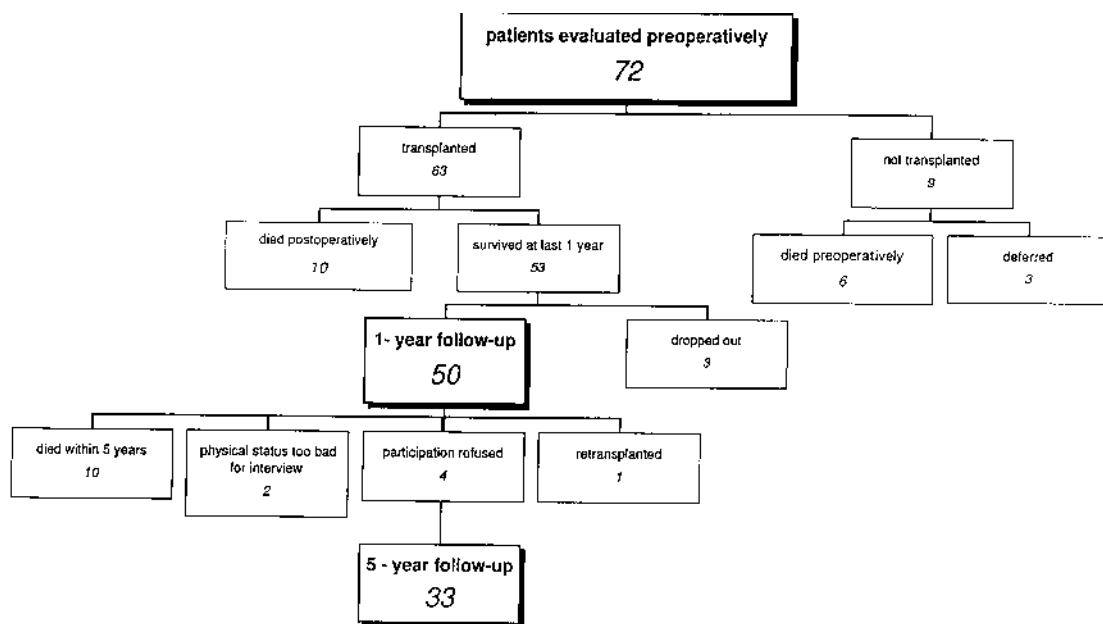 patients evaluated preoperatively
72
transplanted
63
not transplanted
9
died postoperatively
10
survived at last 1 year
53
died preoperatively
6
deferred
3
1- year follow-up
50
dropped out
3
died within 5 years
10
physical status too bad
for interview
2
participation refused
4
retransplanted
1
5 - year follow-up
33